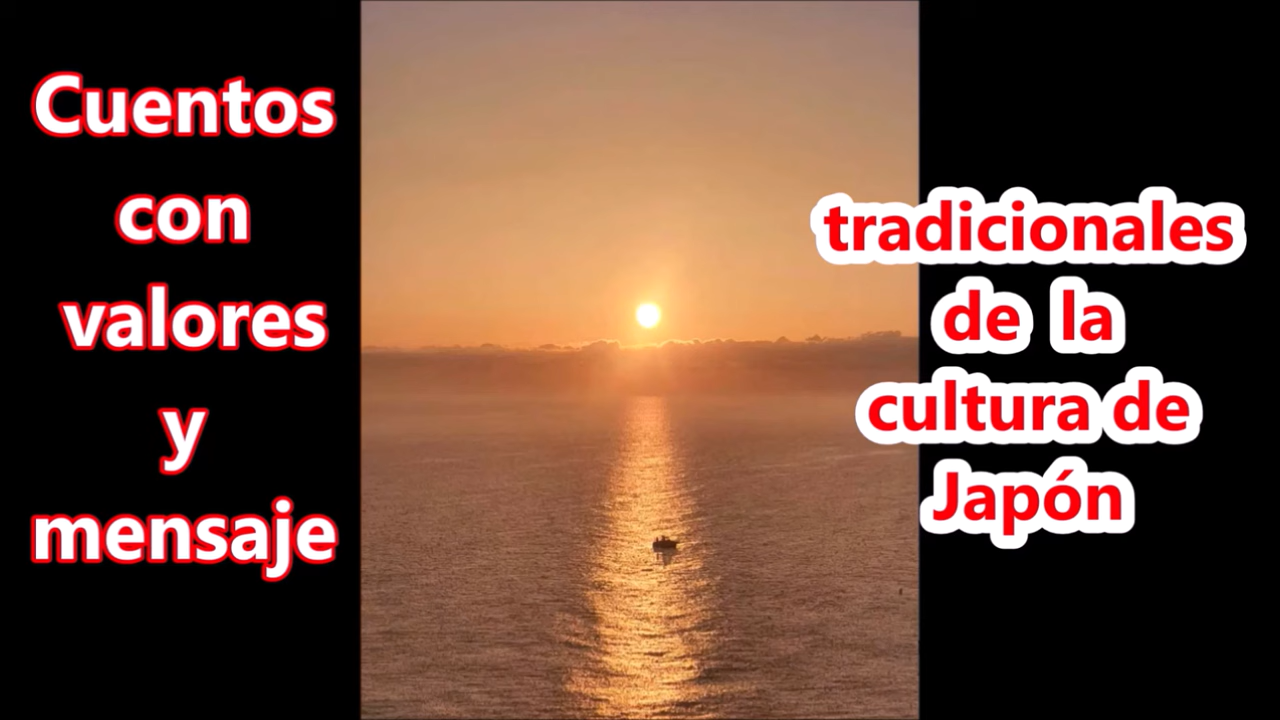 Cuentos
con
valores
y
mensaje
tradicionales
de la
cultura de
Japón